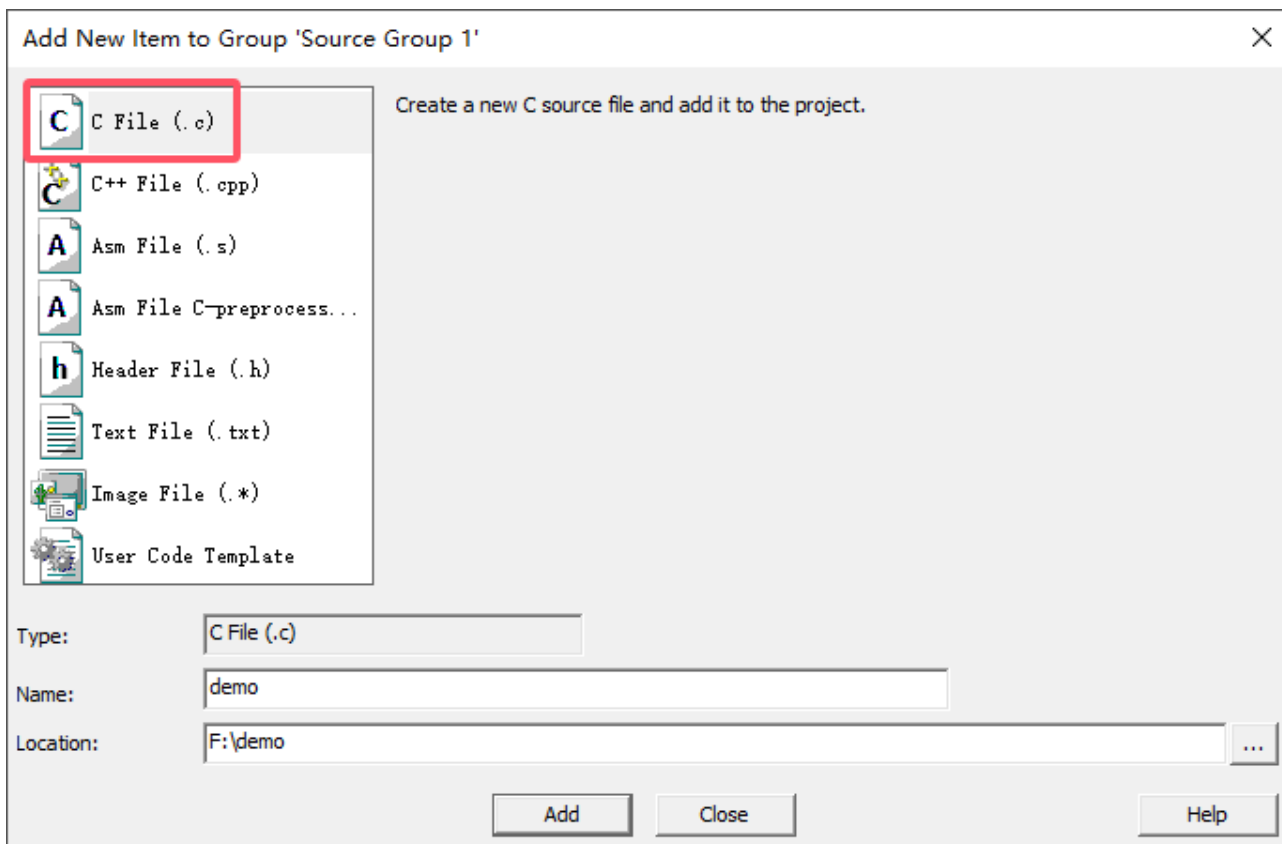 Add New Item to Group 'Source Group 1'
C File (.c)
Create a new C source file and add it to the project.
C++ File (.cpp)
Asm File (.s)
Asm File C-preprocess...
Header File (.h)
Text File (.txt)
Image File (.*)
User Code Template
Type:
C File (.c)
Name:
demo
Location:
F:\demo
...
Add
Close
Help